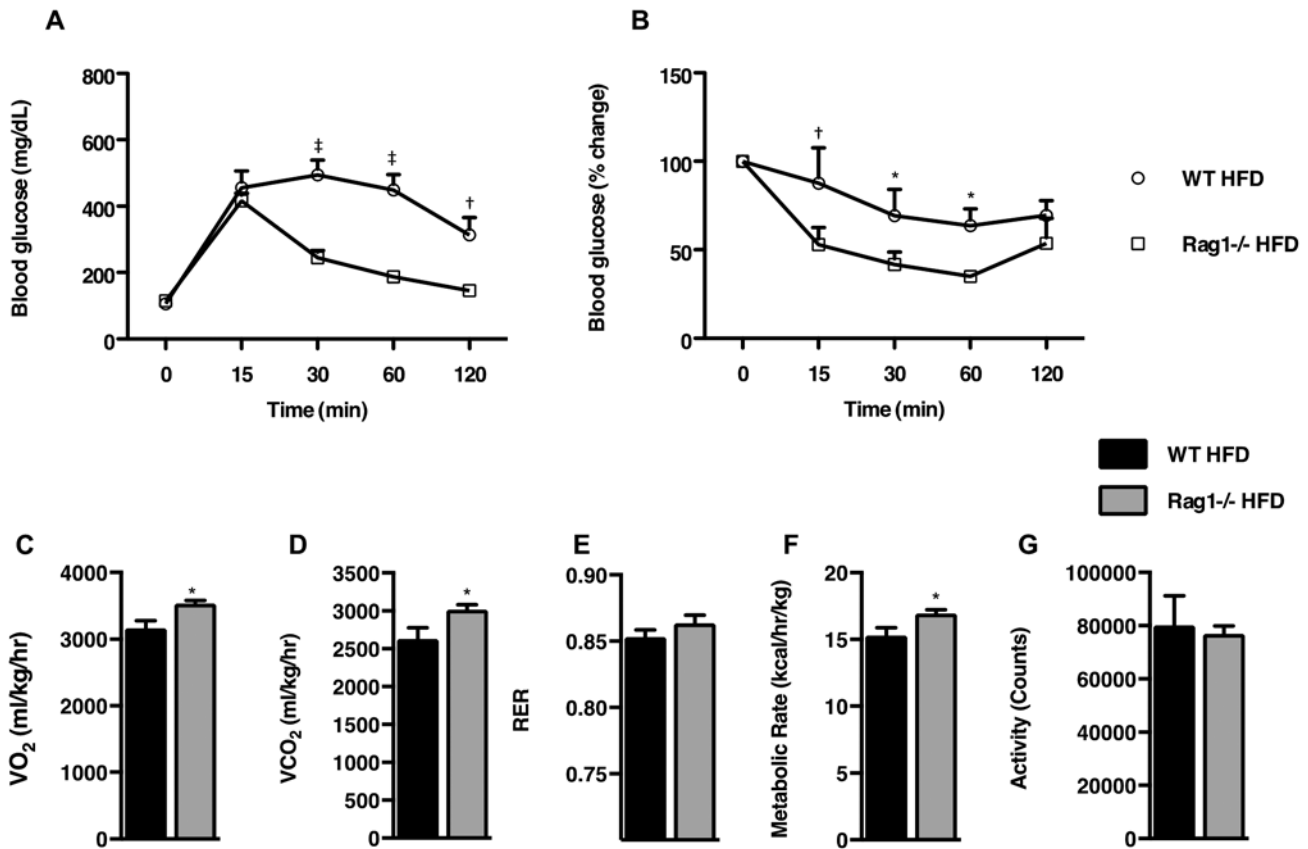 A
Blood glucose (mg/dL)
800
600
400
200
0
‡
‡
†
0 15 30 60 120
Time (min)
B
Blood glucose (% change)
150
100
50
0
†
*
*
0 15 30 60 120
Time (min)
WT HFD
Rag1-/- HFD
WT HFD
Rag1-/- HFD
C
VO2 (ml/kg/hr)
4000
3000
2000
1000
0
*
D
VCO2 (ml/kg/hr)
3500
3000
2500
2000
1500
1000
500
0
*
E
RER
0.90
0.85
0.80
0.75
F
Metabolic Rate (kcal/hr/kg)
20
15
10
5
0
*
G
Activity (Counts)
100000
80000
60000
40000
20000
0